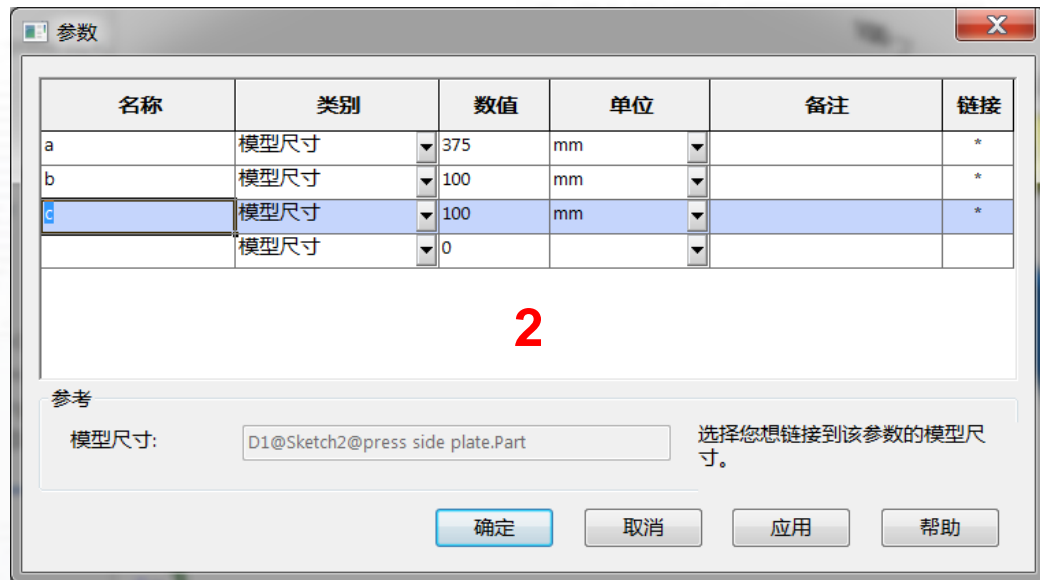 参数
名称 类别 数值 单位 备注 链接
a 模型尺寸 375 mm *
b 模型尺寸 100 mm *
c 模型尺寸 100 mm *
模型尺寸 0
2
参考
模型尺寸: D1@Sketch2@press side plate.Part 选择您想链接到该参数的模型尺
寸。
确定 取消 应用 帮助